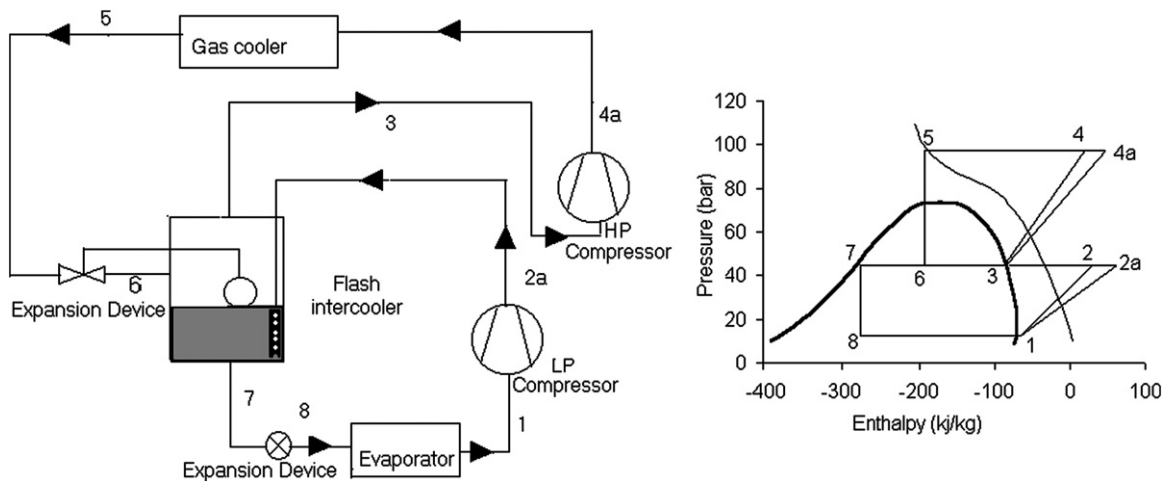 5
Gas cooler
3
4a
HP
Compressor
6
Expansion Device
Flash
intercooler
2a
LP
Compressor
7
8
1
Expansion Device
Evaporator
120
100
80
60
40
20
0
Pressure (bar)
-400
-300
-200
-100
0
100
Enthalpy (kj/kg)
5
4
4a
7
6
3
2
2a
8
1